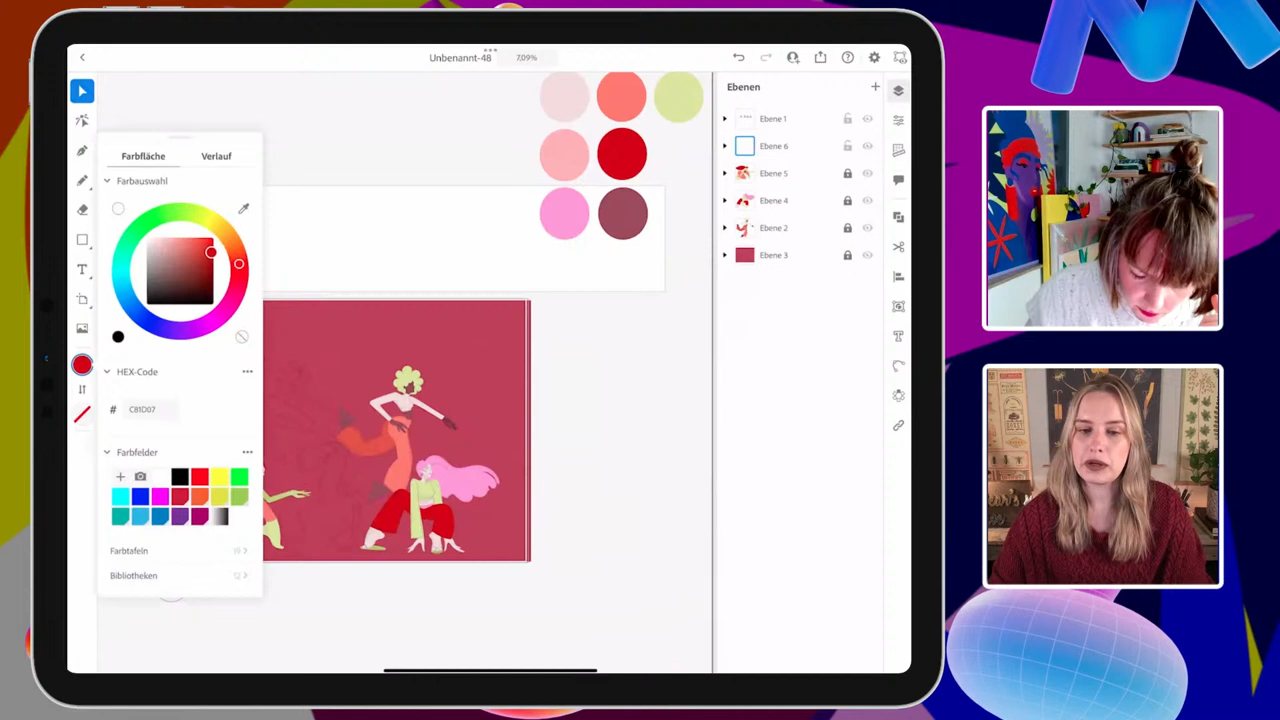 Unbenannt-48
7,09%
Ebenen
Ebene 1
Ebene 6
Ebene 5
Ebene 4
Ebene 2
Ebene 3
Farbfläche
Verlauf
Farbauswahl
HEX-Code
# CB1D07
Farbfelder
Farbtafeln
Bibliotheken